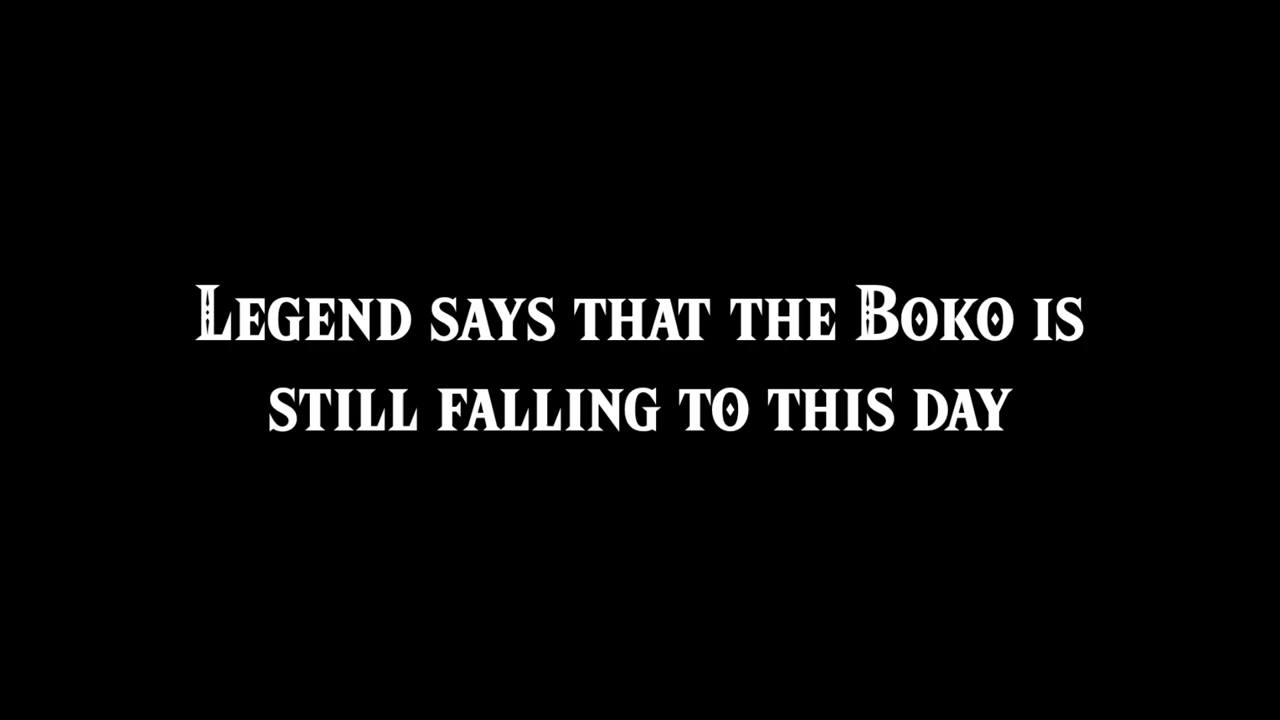 Legend says that the Boko is
still falling to this day